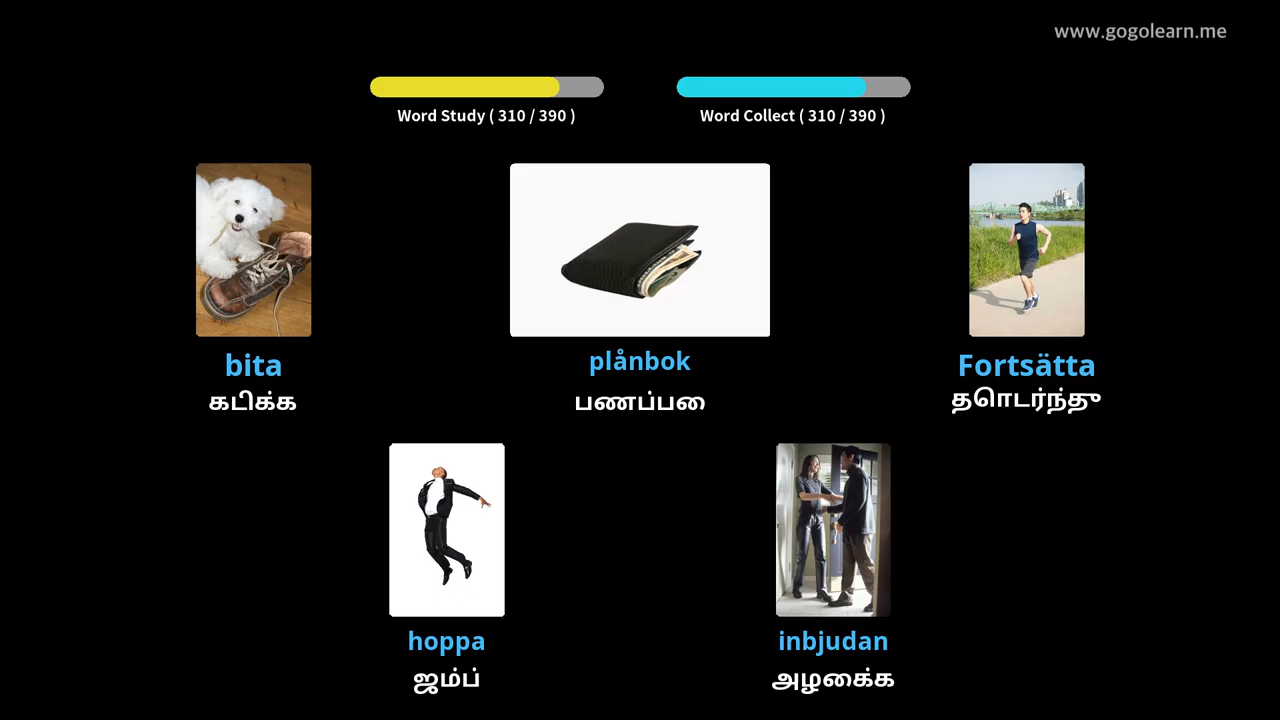 www.gogolearn.me
Word Study ( 310 / 390 )
Word Collect ( 310 / 390 )
bita
plånbok
Fortsätta
கடிக்க
பணப்பை
தொடர்ந்து
hoppa
inbjudan
ஜம்ப்
அழைக்க